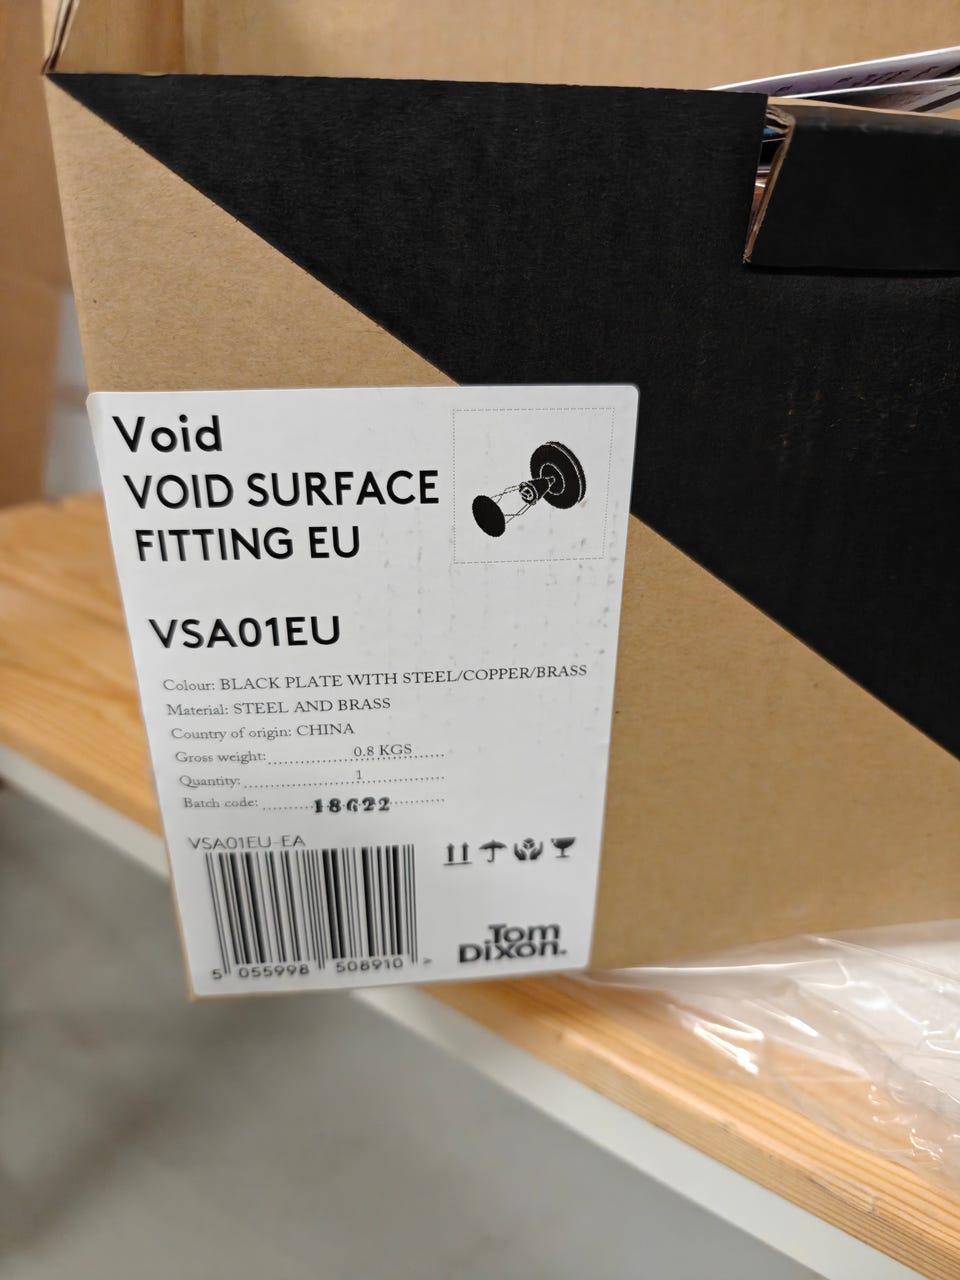 Void
VOID SURFACE
FITTING EU
VSA01EU
Colour: BLACK PLATE WITH STEEL/COPPER/BRASS
Material: STEEL AND BRASS
Country of origin: CHINA
Gross weight: 0.8 KGS
Quantity: 1
Batch code:
VSA01EU-EA
5 055998 508910 >
Tom
Dixon.